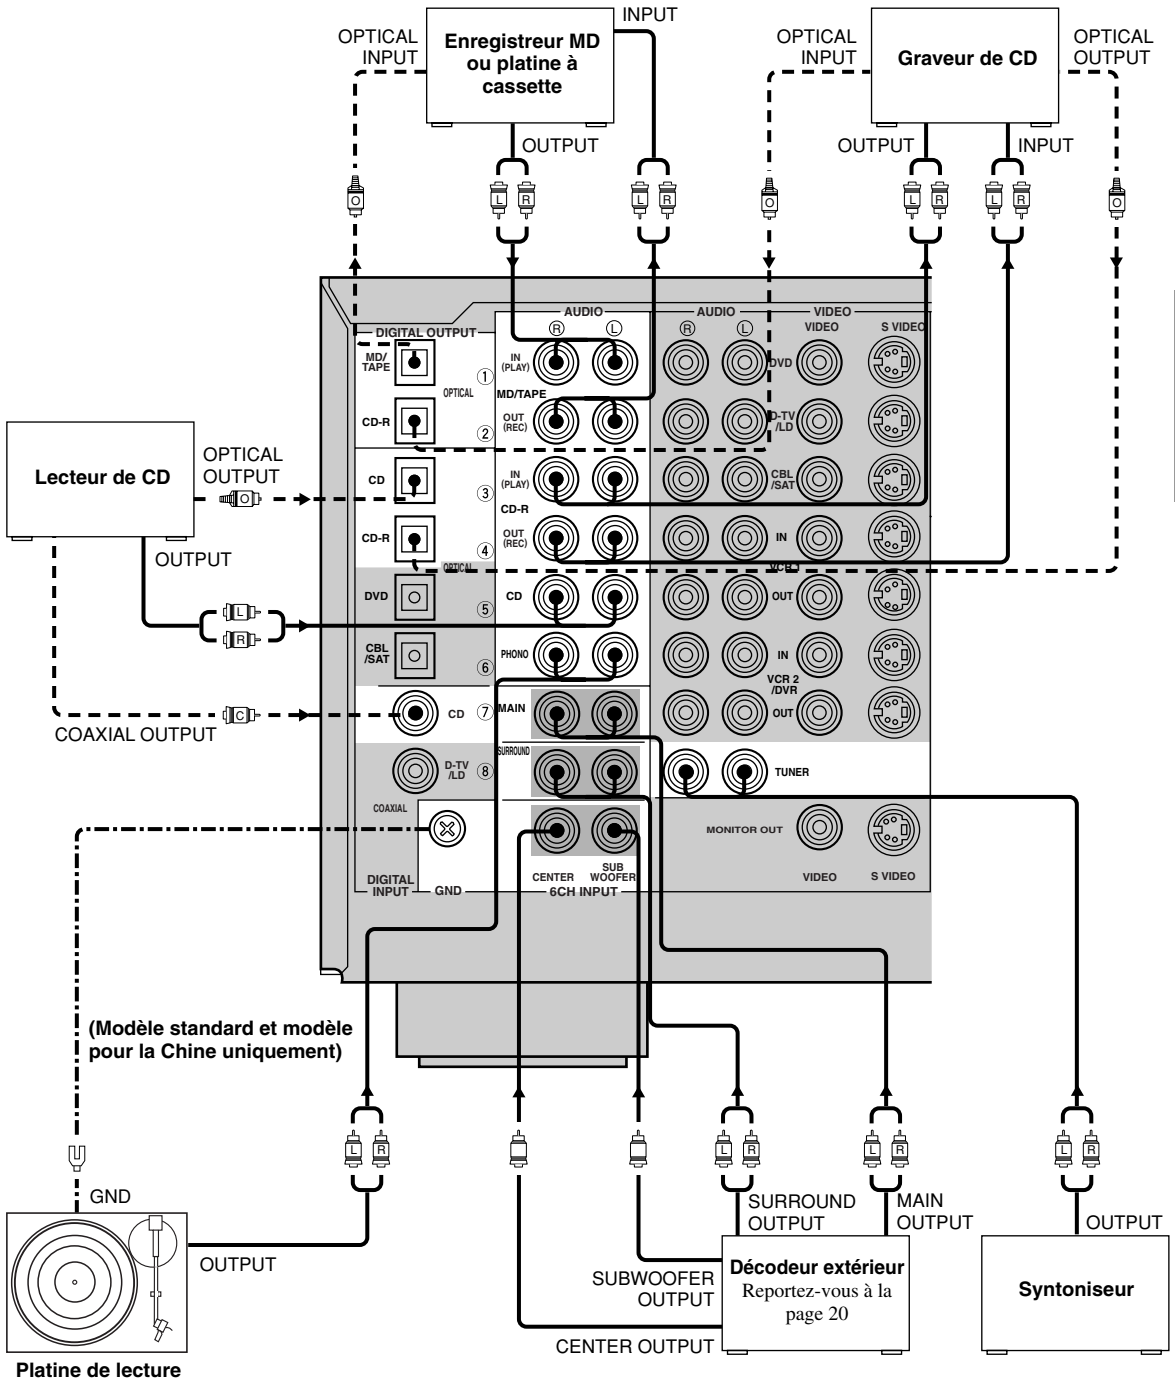 INPUT
OPTICAL
INPUT
Enregistreur MD
ou platine à
cassette
OUTPUT
L
R
L
R
O
OPTICAL
INPUT
Graveur de CD
OPTICAL
OUTPUT
OUTPUT
INPUT
O
L
R
L
R
O
DIGITAL OUTPUT
MD/
TAPE
1
OPTICAL
CD-R
2
CD
3
CD-R
4
OPTICAL
DVD
5
CBL
/SAT
6
CD
7
D-TV
/LD
8
COAXIAL
DIGITAL
INPUT
GND
AUDIO
R
L
IN
(PLAY)
MD/TAPE
OUT
(REC)
IN
(PLAY)
CD-R
OUT
(REC)
CD
PHONO
MAIN
SURROUND
CENTER
SUB
WOOFER
6CH INPUT
AUDIO
R
L
VIDEO
VIDEO
S VIDEO
DVD
D-TV
/LD
CBL
/SAT
IN
VCR 1
OUT
IN
VCR 2
/DVR
OUT
TUNER
MONITOR OUT
VIDEO
S VIDEO
Lecteur de CD
OPTICAL
OUTPUT
O
OUTPUT
L
R
C
COAXIAL OUTPUT
(Modèle standard et modèle
pour la Chine uniquement)
GND
OUTPUT
L
R
Platine de lecture
L
R
L
R
SURROUND
OUTPUT
MAIN
OUTPUT
SUBWOOFER
OUTPUT
CENTER OUTPUT
Décodeur extérieur
Reportez-vous à la
page 20
L
R
OUTPUT
Syntoniseur